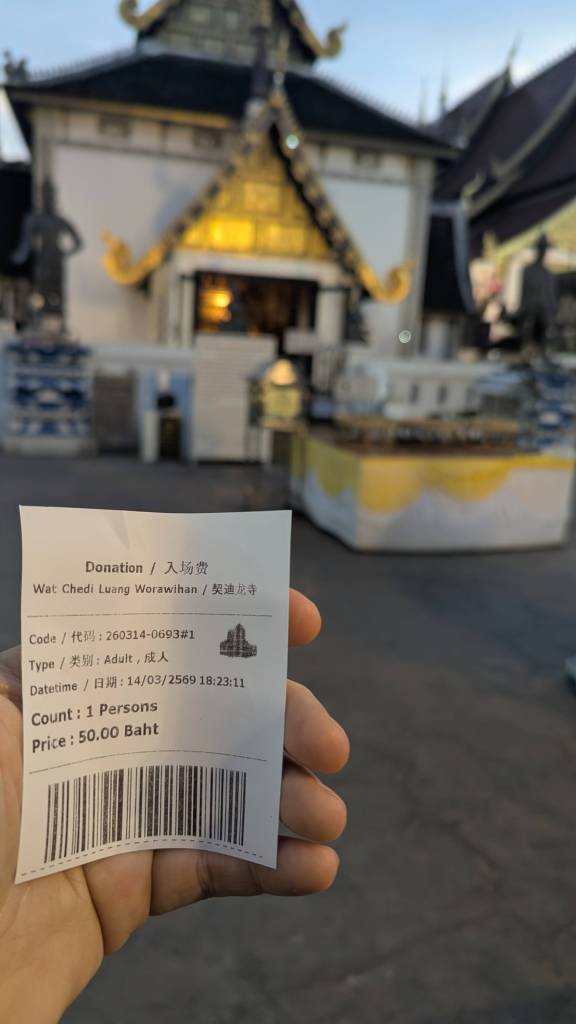 Donation / 入场费
Wat Chedi Luang Worawihan / 契迪龙寺
Code / 代码 : 260314-0693#1
Type / 类别 : Adult , 成人
Datetime / 日期 : 14/03/2569 18:23:11
Count : 1 Persons
Price : 50.00 Baht